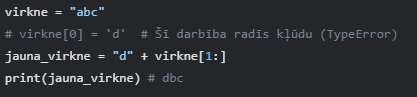 virkne = "abc"
# virkne[0] = 'd'  # Šī darbība radīs kļūdu (TypeError)
jauna_virkne = "d" + virkne[1:]
print(jauna_virkne) # dbc